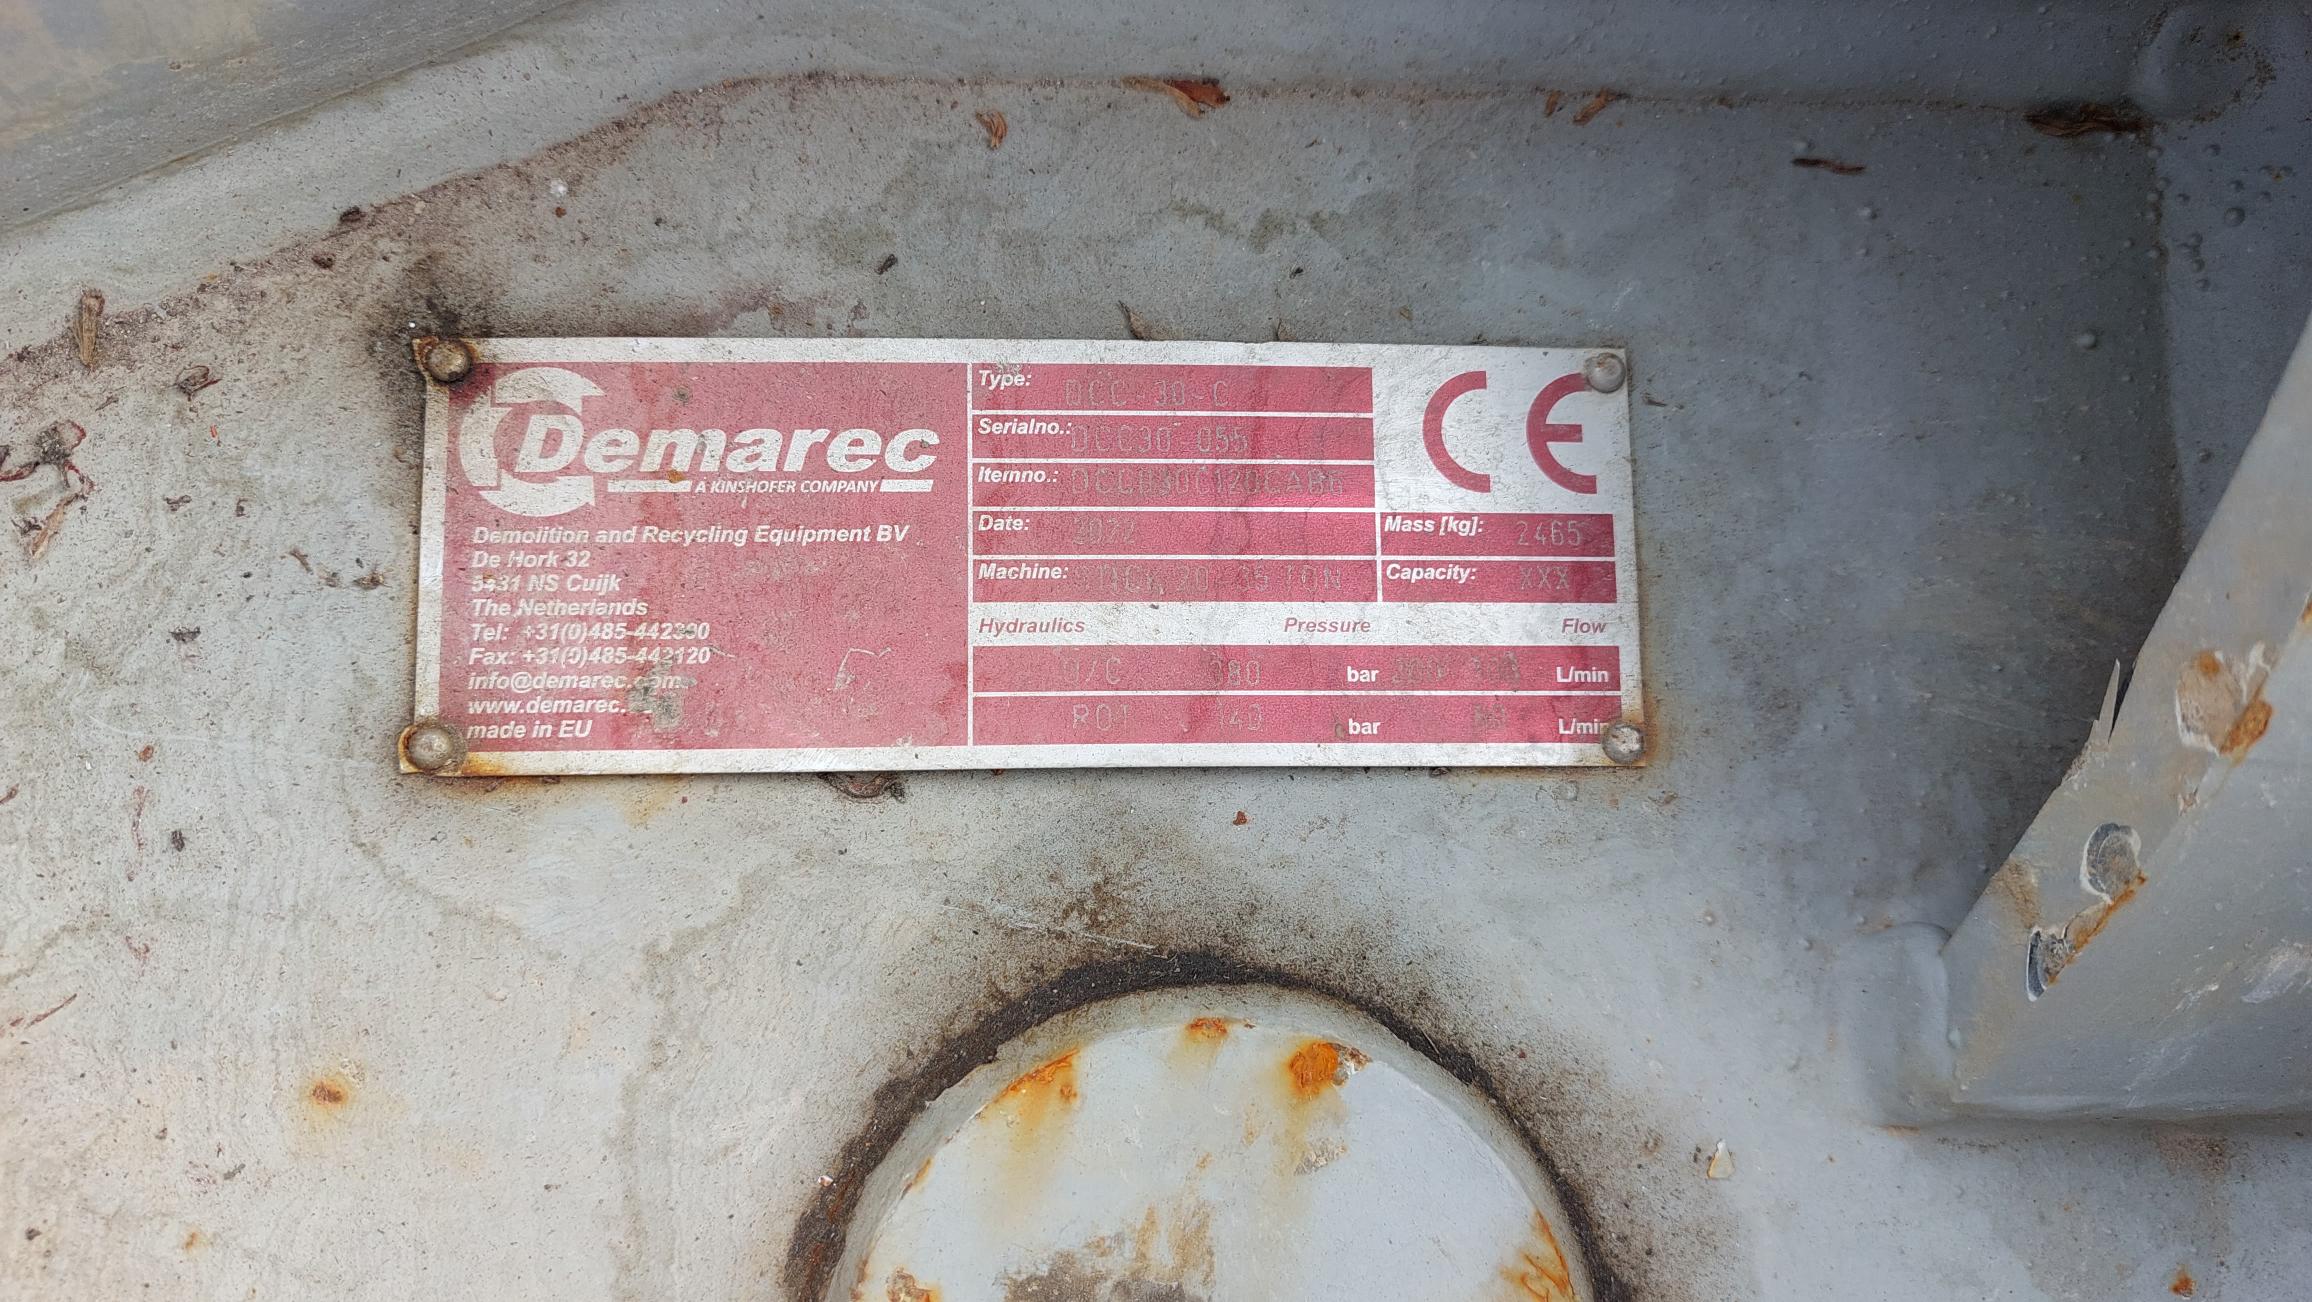 Demarec
A KINSHOFER COMPANY
Demolition and Recycling Equipment BV
De Hork 32
5431 NS Cuijk
The Netherlands
Tel: +31(0)485-442300
Fax: +31(0)485-442120
info@demarec.com
www.demarec.
made in EU
Type: DCC-30-C
Serialno.: DCC30-055
Itemno.:
Date: 2022
Machine: TON
CE
Mass [kg]: 2465
Capacity: XXX
Hydraulics Pressure Flow
O/C 380 bar L/min
ROT 140 bar L/min